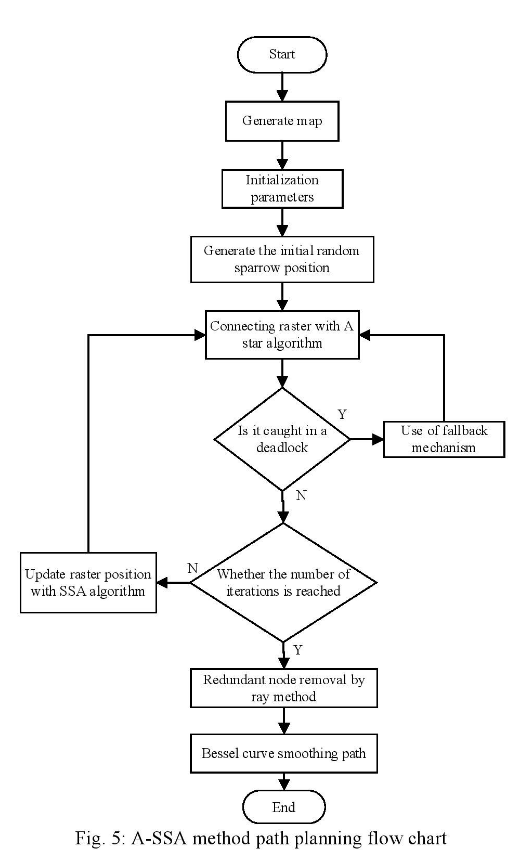 Start
Generate map
Initialization
parameters
Generate the initial random
sparrow position
Connecting raster with A
star algorithm
Is it caught in a
deadlock
Y
Use of fallback
mechanism
N
Whether the number of
iterations is reached
N
Update raster position
with SSA algorithm
Y
Redundant node removal by
ray method
Bessel curve smoothing path
End
Fig. 5: A-SSA method path planning flow chart